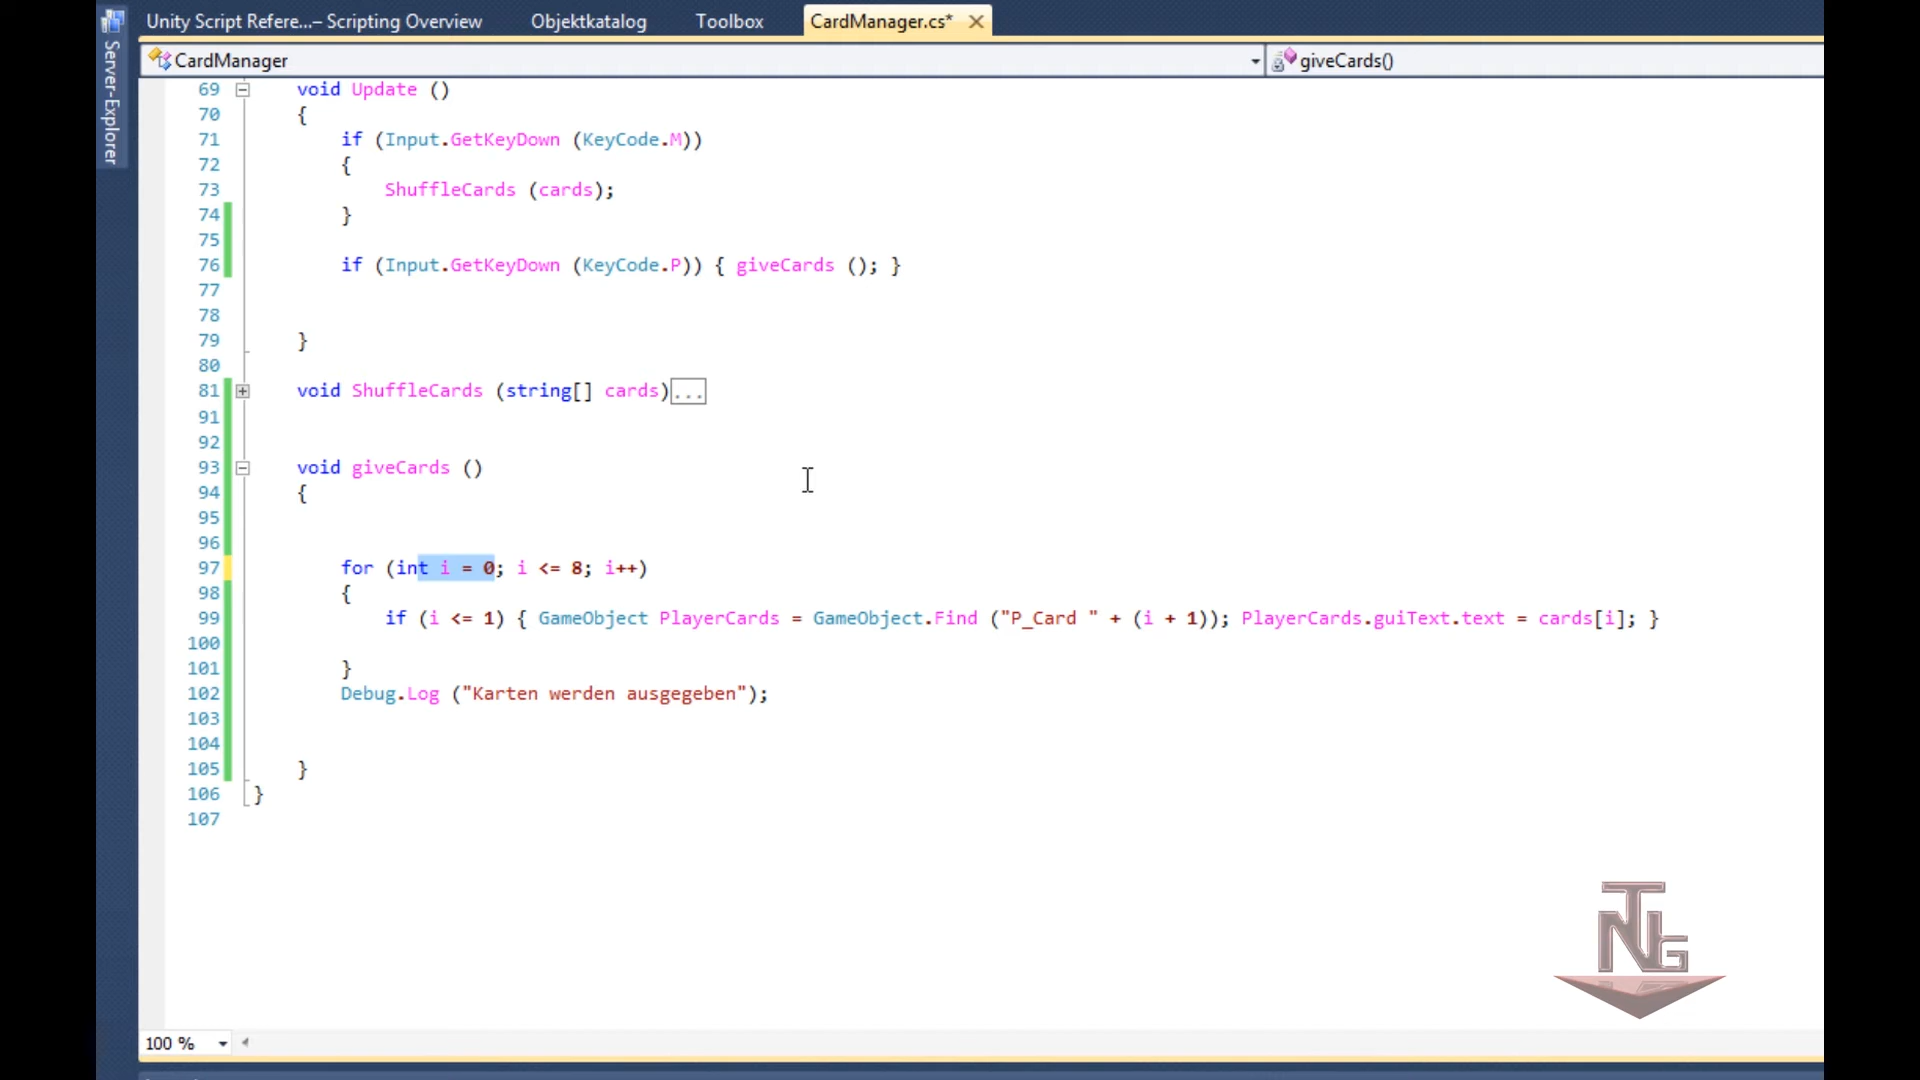 Unity Script Refere...– Scripting Overview Objektkatalog Toolbox CardManager.cs*
Server-Explorer
CardManager giveCards()
69 void Update ()
70 {
71 if (Input.GetKeyDown (KeyCode.M))
72 {
73 ShuffleCards (cards);
74 }
75
76 if (Input.GetKeyDown (KeyCode.P)) { giveCards (); }
77
78
79 }
80
81 void ShuffleCards (string[] cards)...
91
92
93 void giveCards ()
94 {
95
96
97 for (int i = 0; i <= 8; i++)
98 {
99 if (i <= 1) { GameObject PlayerCards = GameObject.Find ("P_Card " + (i + 1)); PlayerCards.guiText.text = cards[i]; }
100
101 }
102 Debug.Log ("Karten werden ausgegeben");
103
104
105 }
106 }
107
TNG
100 %